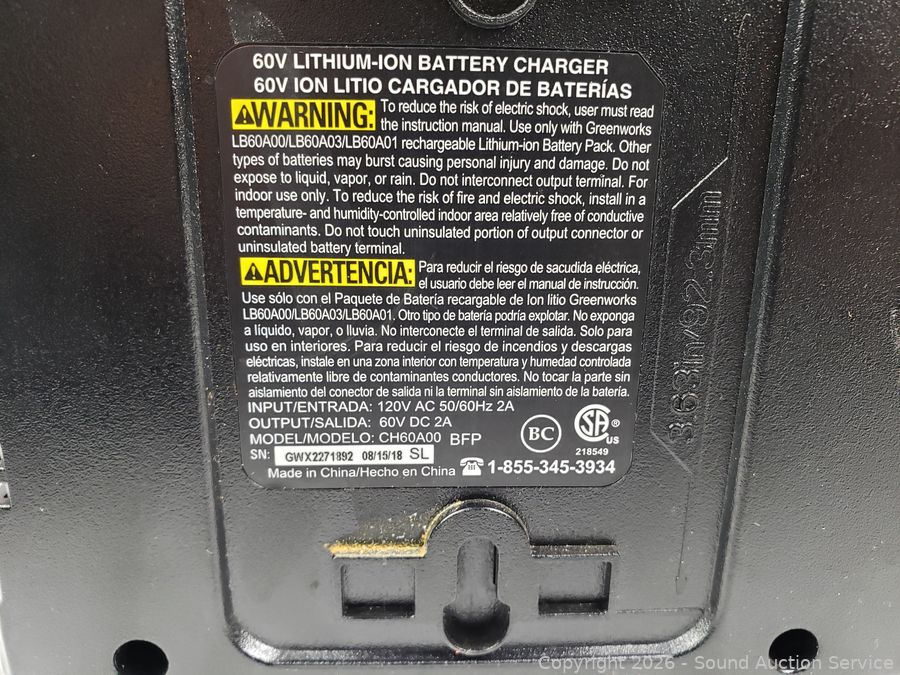 60V LITHIUM-ION BATTERY CHARGER
60V ION LITIO CARGADOR DE BATERÍAS
WARNING: To reduce the risk of electric shock, user must read
the instruction manual. Use only with Greenworks
LB60A00/LB60A03/LB60A01 rechargeable Lithium-ion Battery Pack. Other
types of batteries may burst causing personal injury and damage. Do not
expose to liquid, vapor, or rain. Do not interconnect output terminal. For
indoor use only. To reduce the risk of fire and electric shock, install in a
temperature- and humidity-controlled indoor area relatively free of conductive
contaminants. Do not touch uninsulated portion of output connector or
uninsulated battery terminal.
ADVERTENCIA: Para reducir el riesgo de sacudida eléctrica,
el usuario debe leer el manual de instrucción.
Use sólo con el Paquete de Batería recargable de Ion litio Greenworks
LB60A00/LB60A03/LB60A01. Otro tipo de batería podría explotar. No exponga
a líquido, vapor, o lluvia. No interconecte el terminal de salida. Solo para
uso en interiores. Para reducir el riesgo de incendios y descargas
eléctricas, instale en una zona interior con temperatura y humedad controlada
relativamente libre de contaminantes conductores. No tocar la parte sin
aislamiento del conector de salida ni la terminal sin aislamiento de la batería.
INPUT/ENTRADA: 120V AC 50/60Hz 2A
OUTPUT/SALIDA: 60V DC 2A
MODEL/MODELO: CH60A00 BFP
BC
SA® US
218549
SN: GWX2271892 08/15/18 SL
Made in China/Hecho en China 1-855-345-3934
3.63in/92.3mm
Copyright 2026 - Sound Auction Service